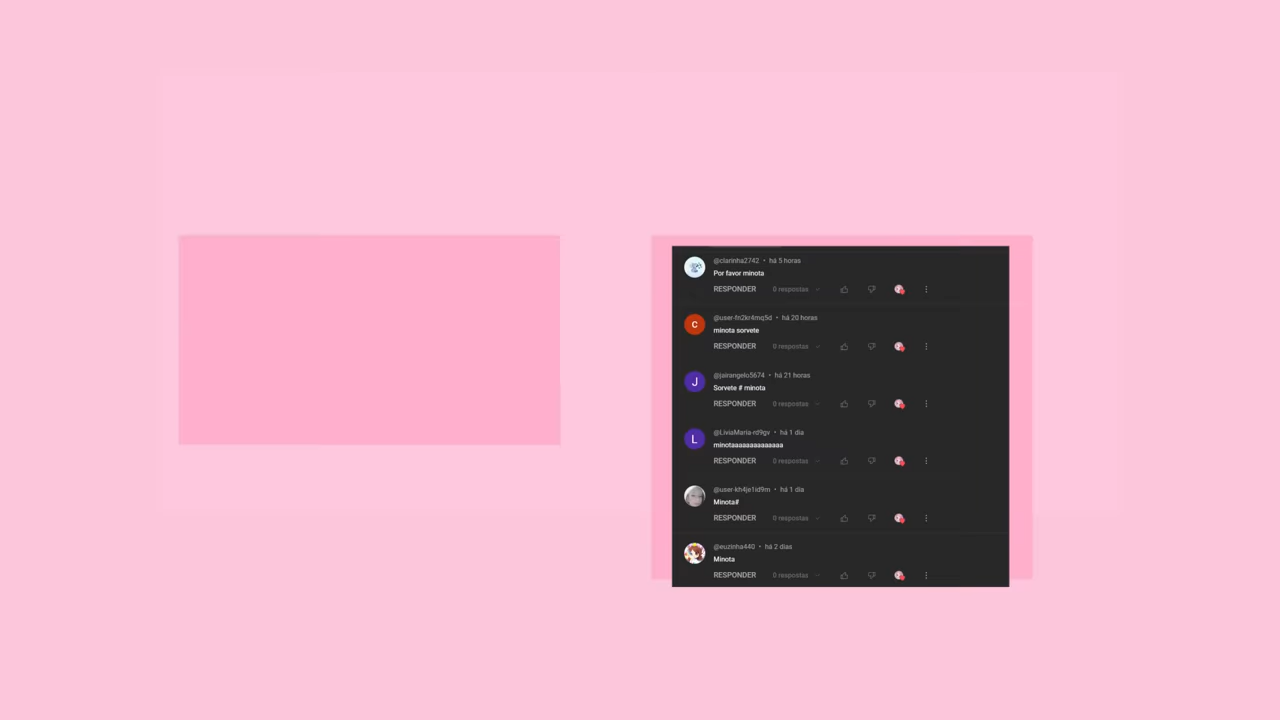 @clarinha2742 • há 5 horas
Por favor minota
RESPONDER 0 respostas
@user-fn2kr4mq5d • há 20 horas
minota sorvete
RESPONDER 0 respostas
@jairangelo5674 • há 21 horas
Sorvete # minota
RESPONDER 0 respostas
@LiviaMaria-rd9gv • há 1 dia
minotaaaaaaaaaaaaaa
RESPONDER 0 respostas
@user-kh4je1id9m • há 1 dia
Minota#
RESPONDER 0 respostas
@euzinha440 • há 2 dias
Minota
RESPONDER 0 respostas
C
J
L